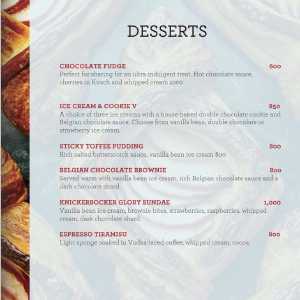 DESSERTS
CHOCOLATE FUDGE 600
Perfect for sharing for an ultra indulgent treat. Hot chocolate sauce,
cherries in Kirsch and whipped cream 2060
ICE CREAM & COOKIE V 850
A choice of three ice creams with a house-baked double chocolate cookie and
Belgian chocolate sauce. Choose from vanilla bean, double chocolate or
strawberry ice cream.
STICKY TOFFEE PUDDING 800
Rich salted butterscotch sauce, vanilla bean ice cream 800
BELGIAN CHOCOLATE BROWNIE 800
Served warm with vanilla bean ice cream, rich Belgian chocolate sauce and a
dark chocolate shard.
KNICKERBOCKER GLORY SUNDAE 1,000
Vanilla bean ice cream, brownie bites, strawberries, raspberries, whipped
cream, dark chocolate shard.
ESPRESSO TIRAMISU 800
Light sponge soaked in Vodka laced coffee, whipped cream, cocoa.